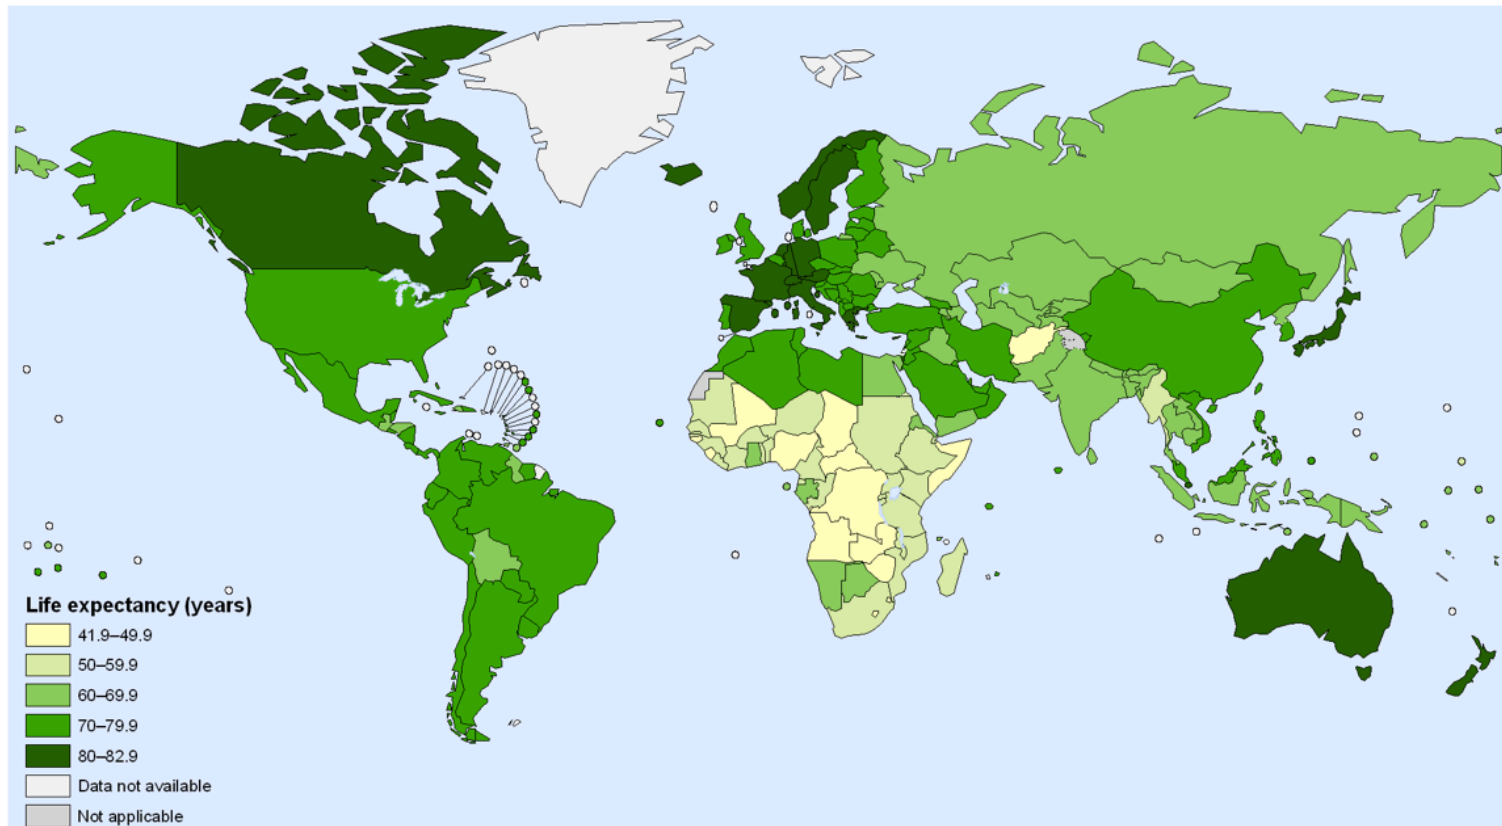 Life expectancy (years)
41.9–49.9
50–59.9
60–69.9
70–79.9
80–82.9
Data not available
Not applicable